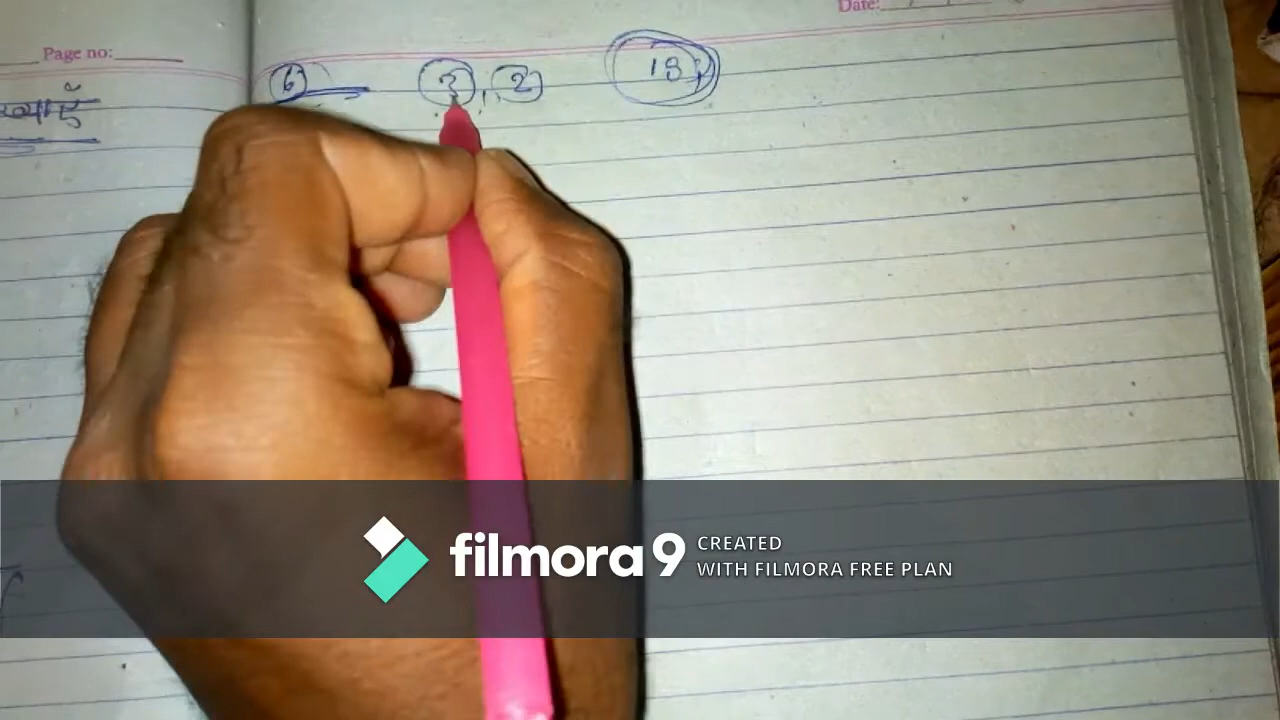 Date:
Page no:
6 3, 2 18
filmora9 CREATED
WITH FILMORA FREE PLAN